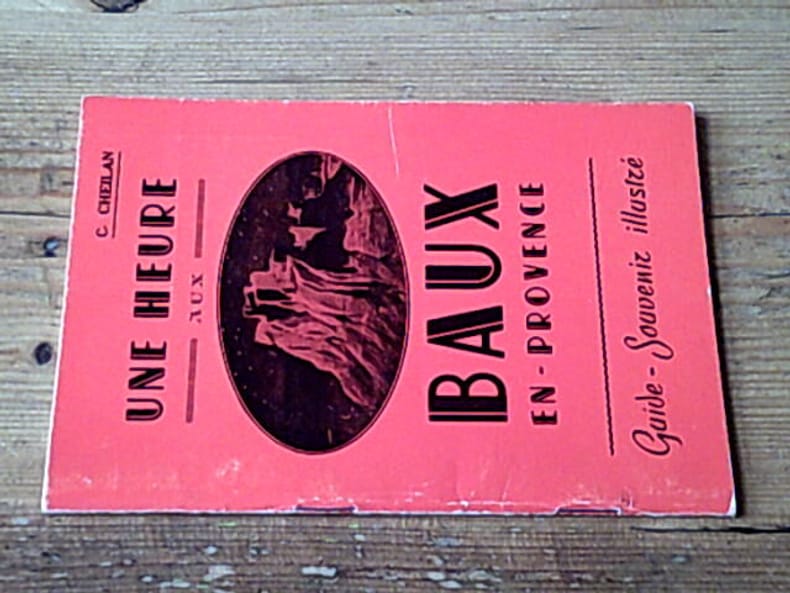 C. CHEILAN
UNE HEURE
AUX
BAUX
EN-PROVENCE
Guide-Souvenir illustré